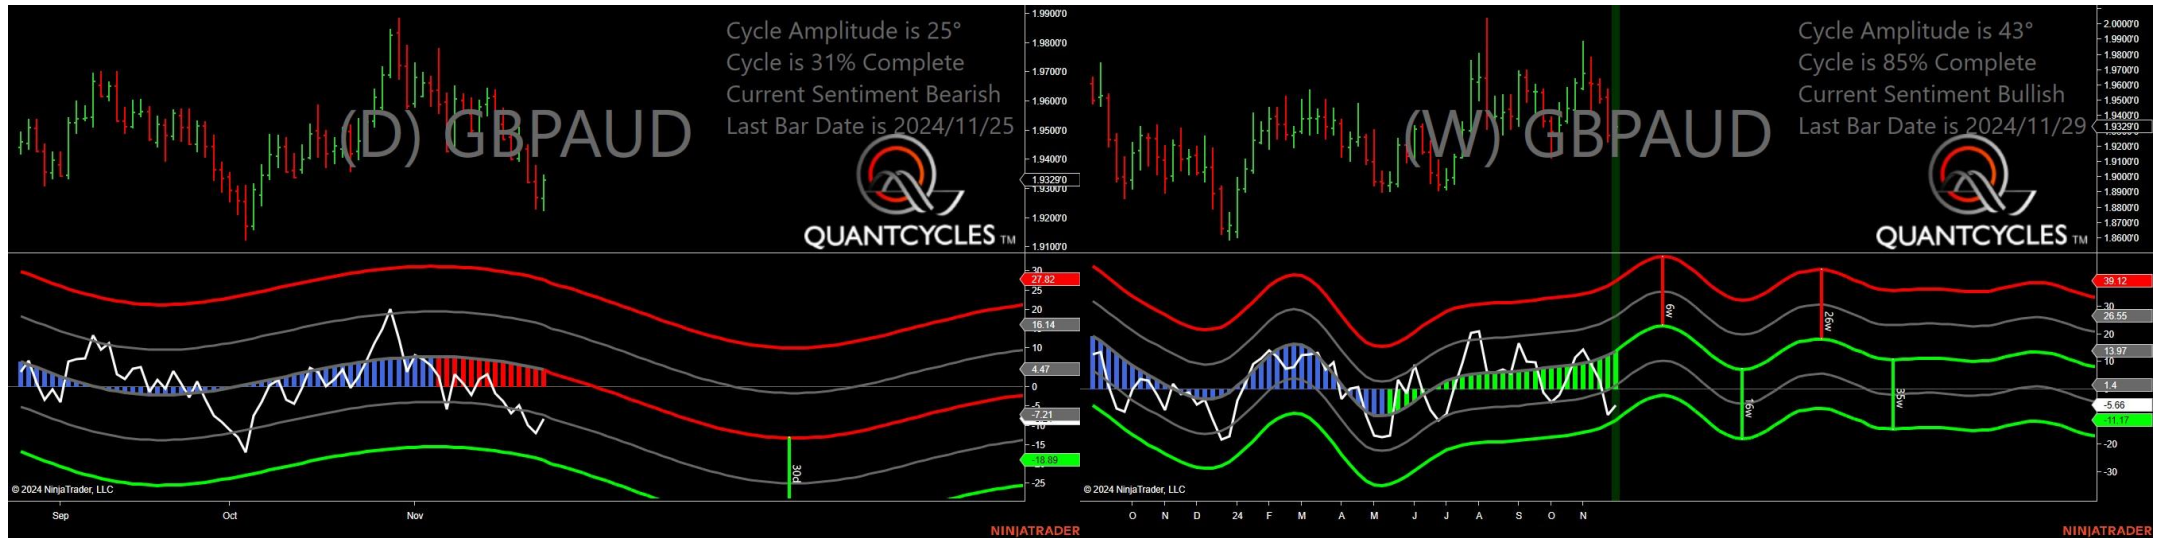 Cycle Amplitude is 25°
Cycle is 31% Complete
Current Sentiment Bearish
Last Bar Date is 2024/11/25
(D) GBPAUD
QUANTCYCLES TM
1.9900'0
1.9800'0
1.9700'0
1.9600'0
1.9500'0
1.9400'0
1.9329'0
1.9300'0
1.9200'0
1.9100'0
30
27.82
25
20
16.14
10
4.47
0
-5
-7.21
-10
-15
-18.89
-25
30d
© 2024 NinjaTrader, LLC
Sep
Oct
Nov
NINJATRADER
Cycle Amplitude is 43°
Cycle is 85% Complete
Current Sentiment Bullish
Last Bar Date is 2024/11/29
(W) GBPAUD
QUANTCYCLES TM
2.0000'0
1.9900'0
1.9800'0
1.9700'0
1.9600'0
1.9500'0
1.9400'0
1.9329'0
1.9200'0
1.9100'0
1.9000'0
1.8900'0
1.8800'0
1.8700'0
1.8600'0
39.12
30
26.55
20
13.97
10
1.4
-5.66
-11.17
-20
-30
6w
16w
26w
35w
© 2024 NinjaTrader, LLC
O
N
D
24
F
M
A
M
J
J
A
S
O
N
NINJATRADER